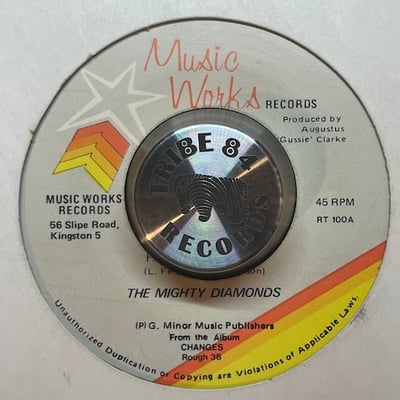 Music
Works RECORDS
Produced by
Augustus
'Gussie' Clarke
MUSIC WORKS
RECORDS
56 Slipe Road,
Kingston 5
TRIBE 84
RECORDS
45 RPM
RT 100A
THE MIGHTY DIAMONDS
(P) G. Minor Music Publishers
From the Album
CHANGES
Rough 38
Unauthorized Duplication or Copying are Violations of Applicable Laws.